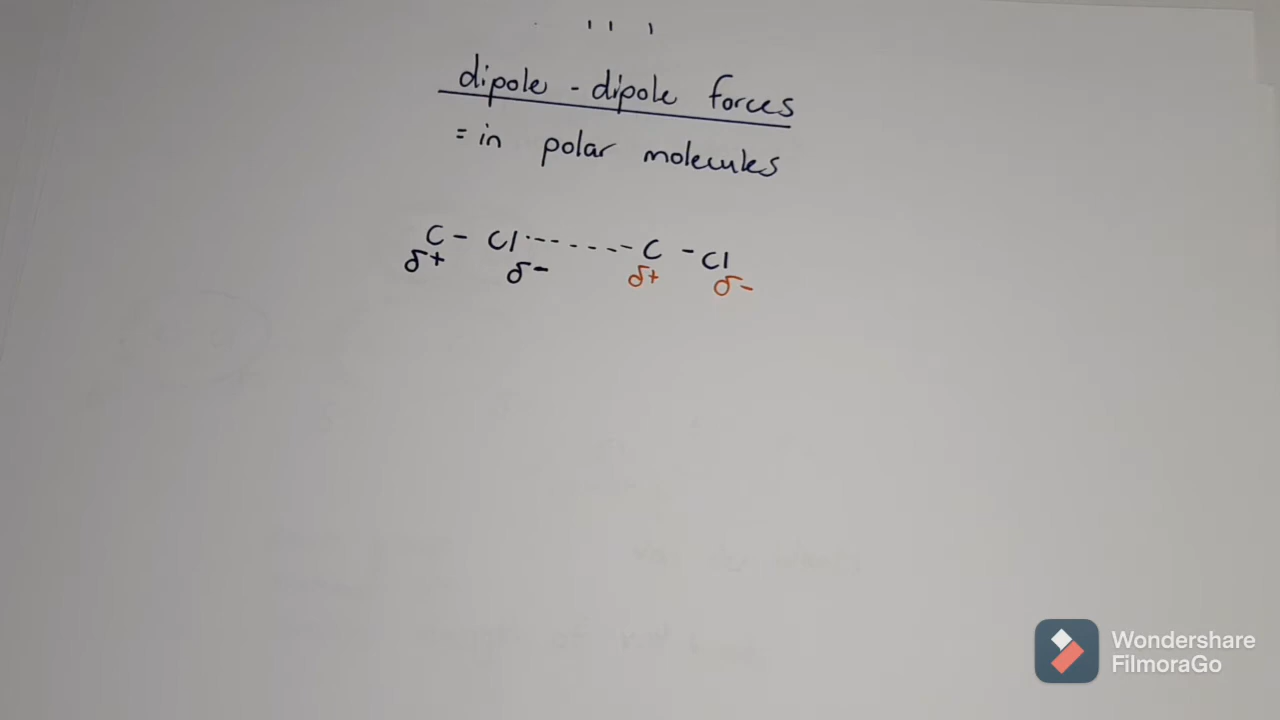 dipole - dipole forces
= in polar molecules
C - Cl ------- C - Cl
δ+ δ- δ+ δ-
Wondershare
FilmoraGo